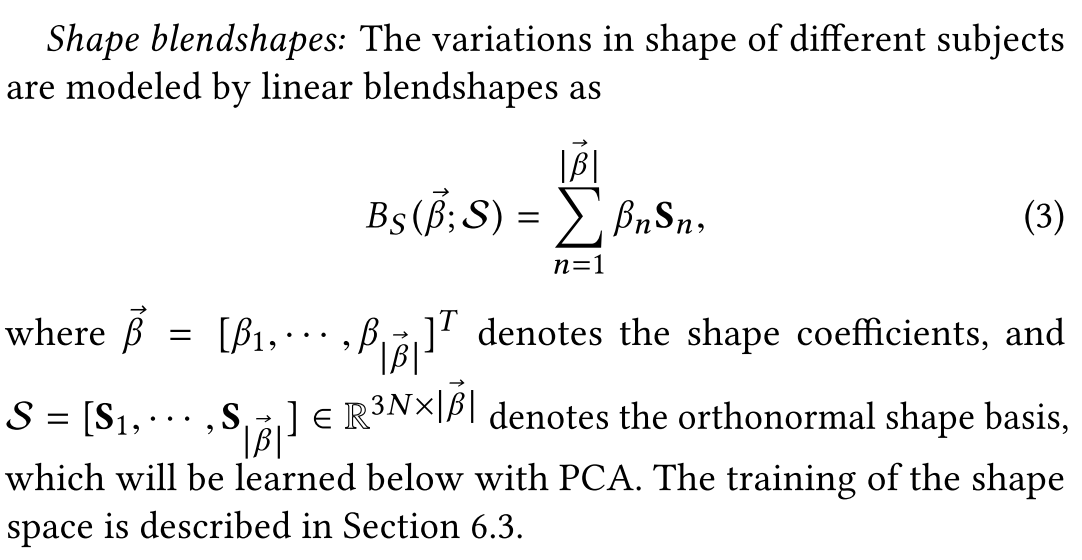 Shape blendshapes: The variations in shape of different subjects
are modeled by linear blendshapes as
$B_S(\vec{\beta}; \mathcal{S}) = \sum_{n=1}^{|\vec{\beta}|} \beta_n \mathbf{S}_n,$ (3)
where $\vec{\beta} = [\beta_1, \cdots, \beta_{|\vec{\beta}|}]^T$ denotes the shape coefficients, and
$\mathcal{S} = [\mathbf{S}_1, \cdots, \mathbf{S}_{|\vec{\beta}|}] \in \mathbb{R}^{3N \times |\vec{\beta}|}$ denotes the orthonormal shape basis,
which will be learned below with PCA. The training of the shape
space is described in Section 6.3.